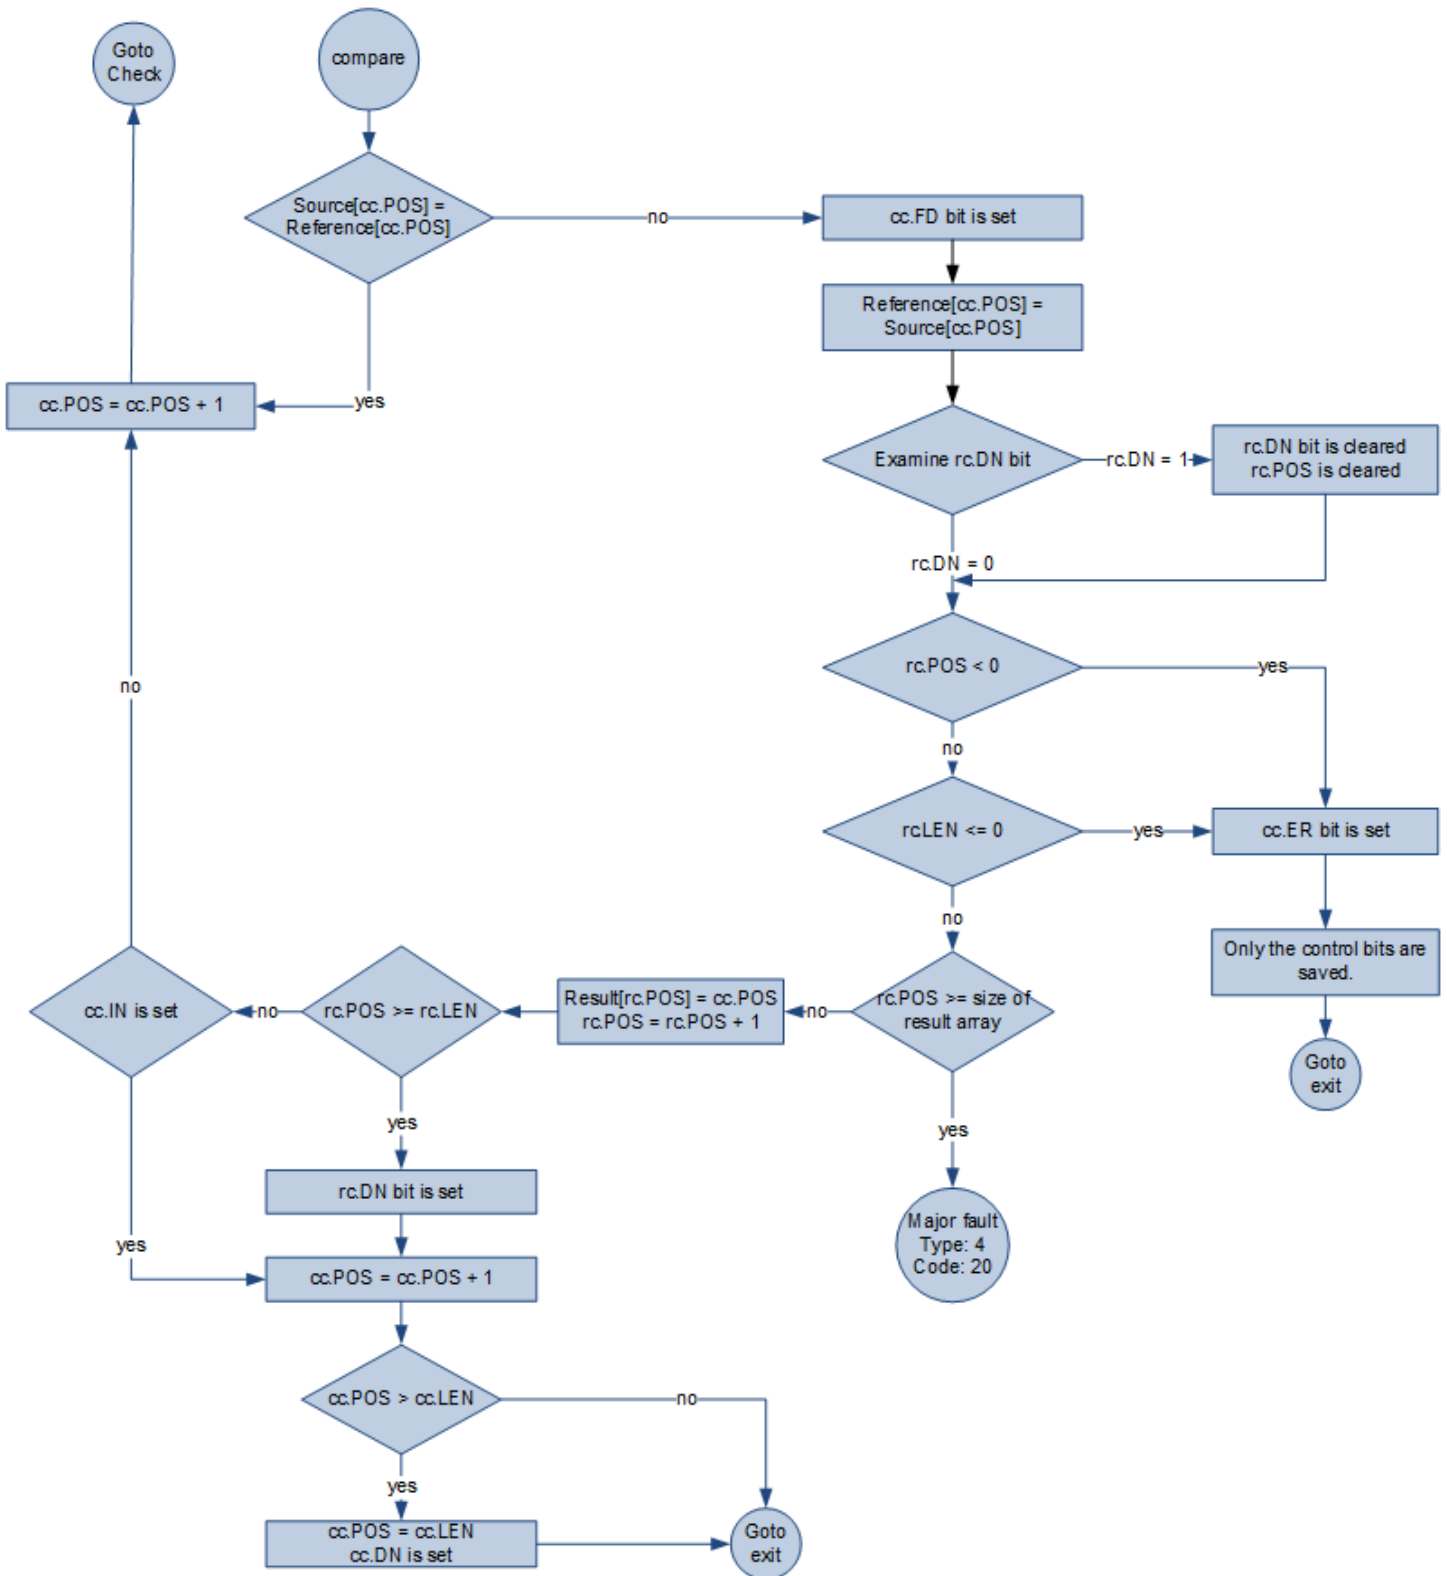 Goto
Check
compare
Source[cc.POS] =
Reference[cc.POS]
no
cc.FD bit is set
Reference[cc.POS] =
Source[cc.POS]
yes
cc.POS = cc.POS + 1
Examine rc.DN bit
rc.DN = 1
rc.DN bit is cleared
rc.POS is cleared
rc.DN = 0
rc.POS < 0
yes
no
no
rc.LEN <= 0
yes
cc.ER bit is set
no
Only the control bits are
saved.
cc.IN is set
no
rc.POS >= rc.LEN
no
Result[rc.POS] = cc.POS
rc.POS = rc.POS + 1
no
rc.POS >= size of
result array
Goto
exit
yes
yes
rc.DN bit is set
Major fault
Type: 4
Code: 20
yes
cc.POS = cc.POS + 1
cc.POS > cc.LEN
no
yes
cc.POS = cc.LEN
cc.DN is set
Goto
exit